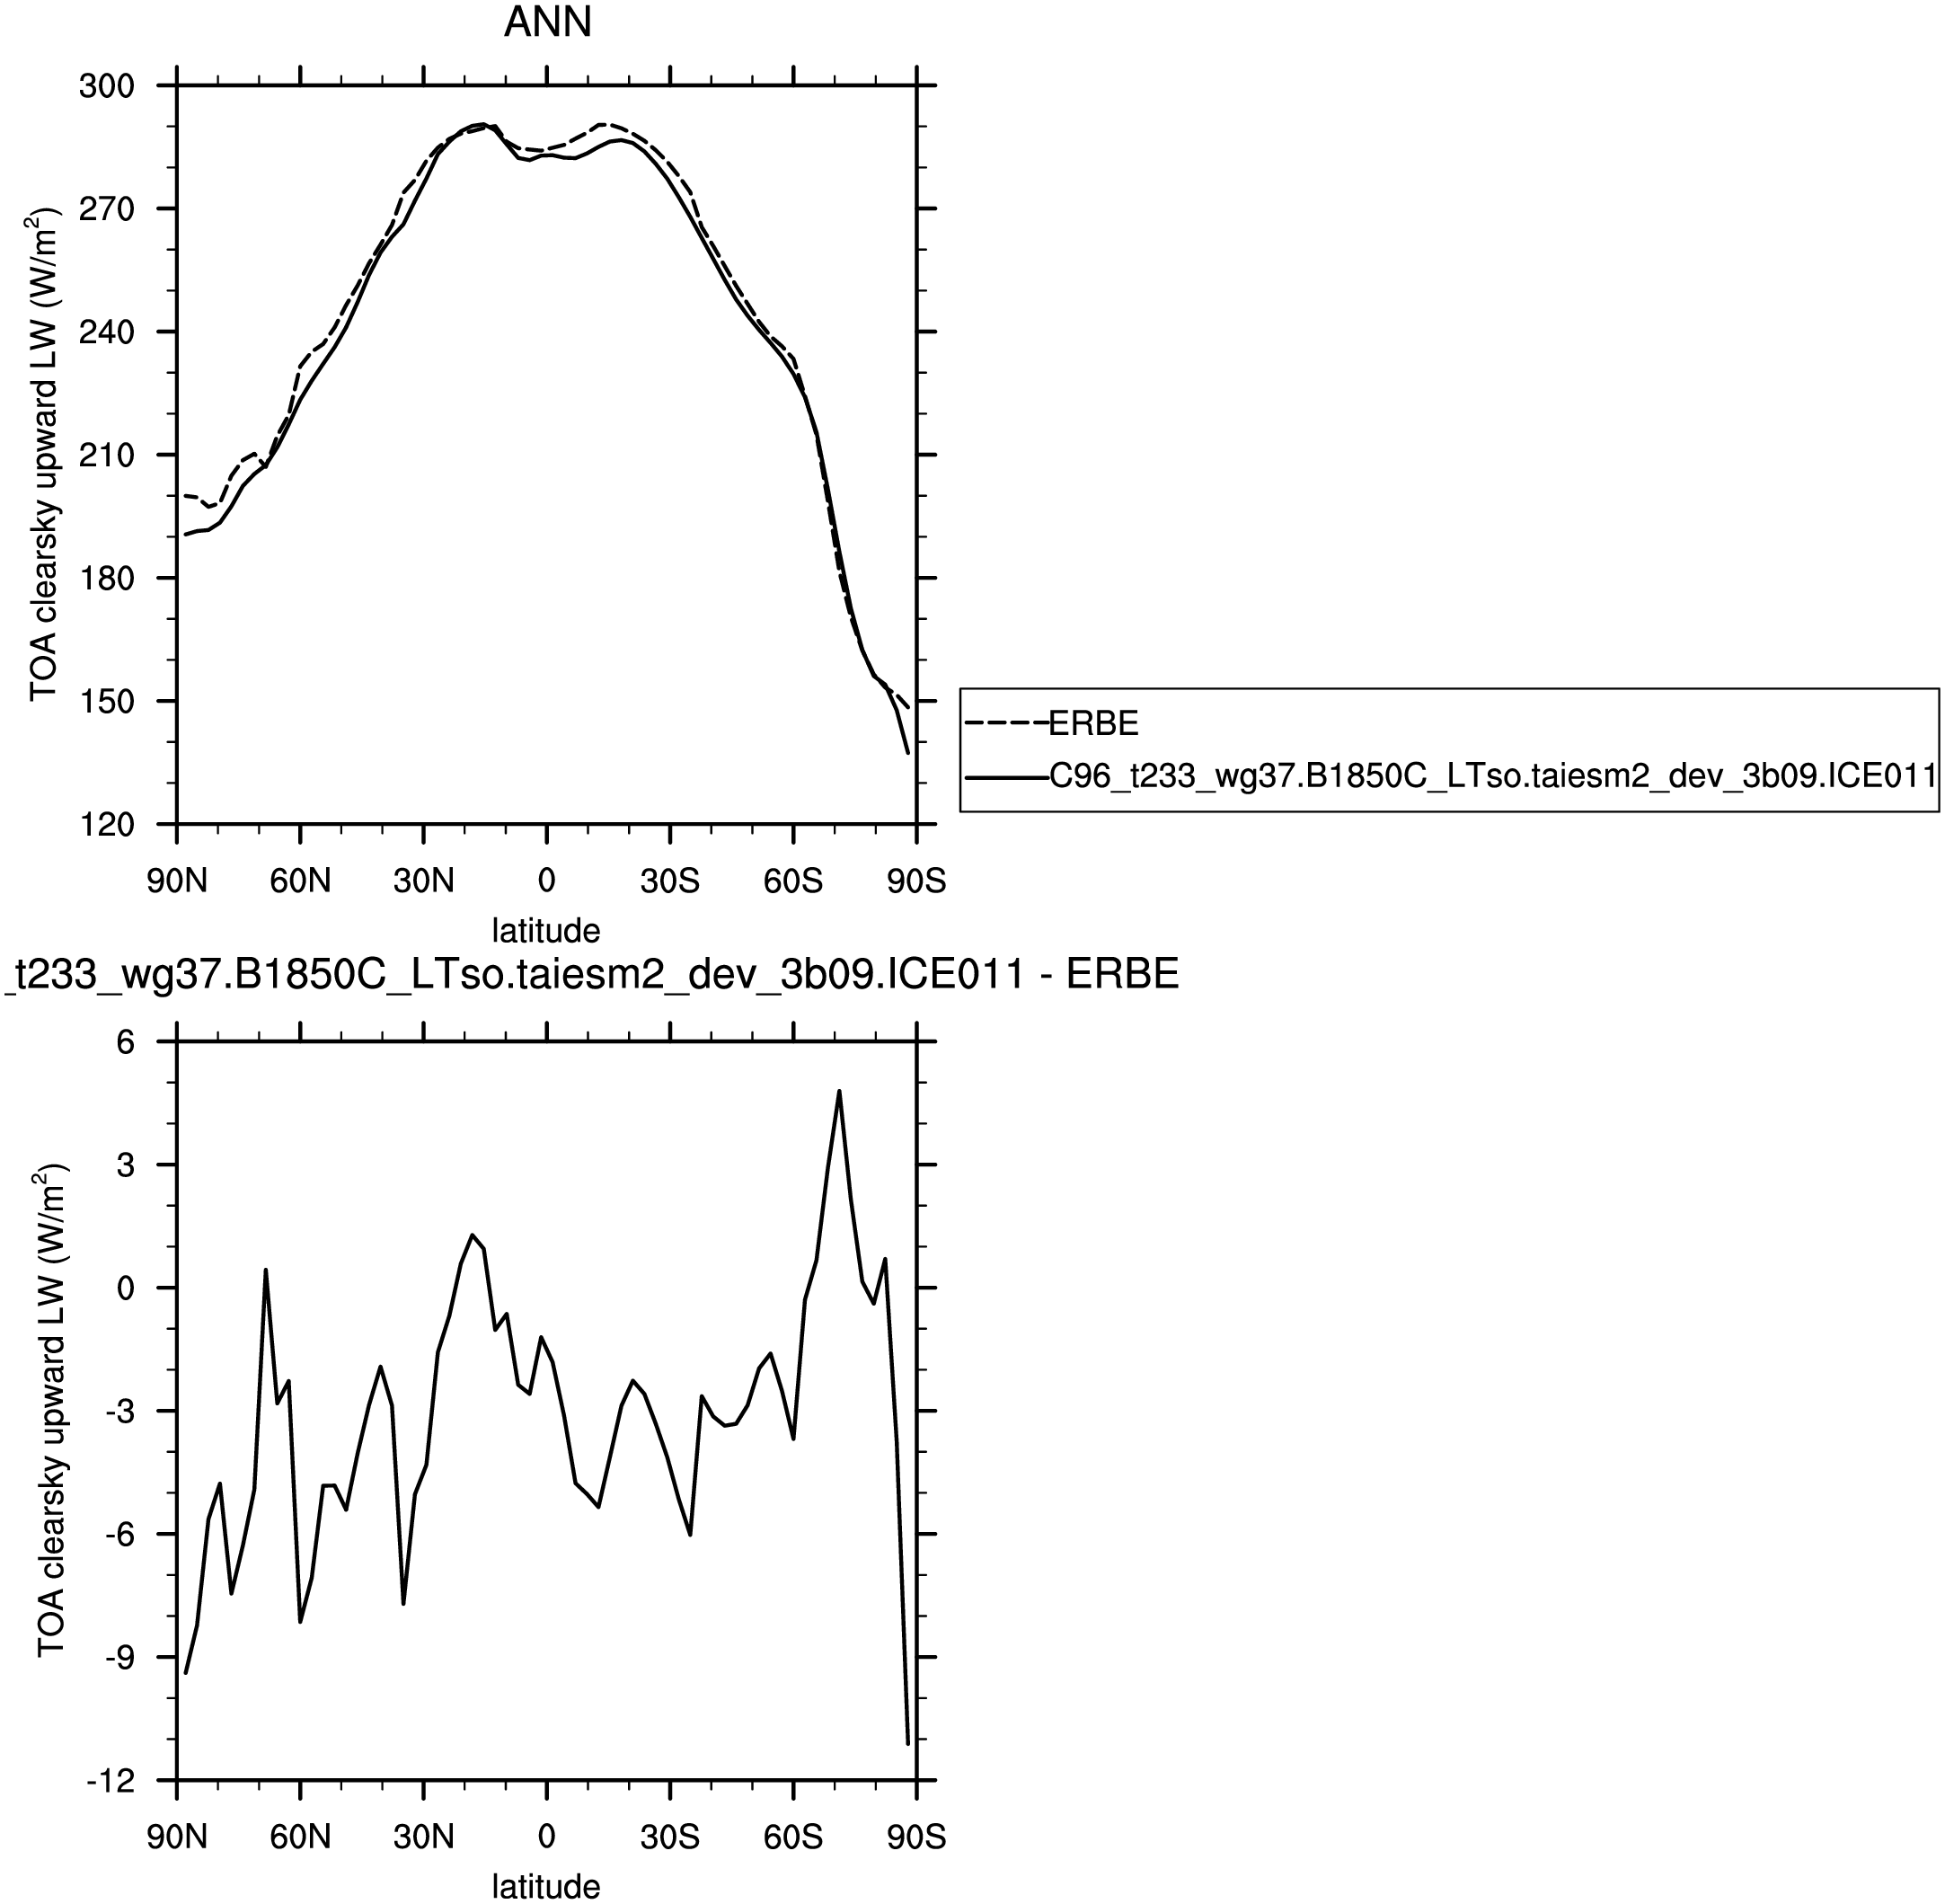 ANN
TOA clearsky upward LW (W/m²)
300
270
240
210
180
150
120
90N 60N 30N 0 30S 60S 90S
latitude
ERBE
C96_t233_wg37.B1850C_LTso.taiesm2_dev_3b09.ICE011
_t233_wg37.B1850C_LTso.taiesm2_dev_3b09.ICE011 - ERBE
TOA clearsky upward LW (W/m²)
6
3
0
-3
-6
-9
-12
90N 60N 30N 0 30S 60S 90S
latitude